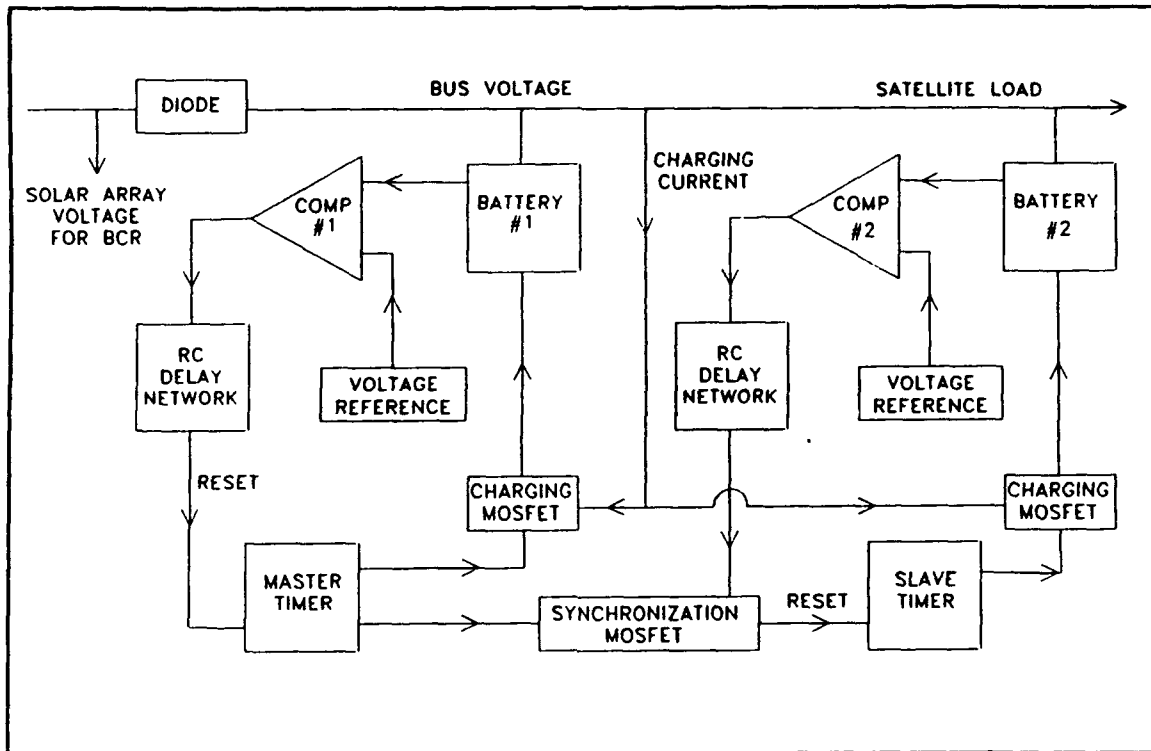 DIODE
BUS VOLTAGE
SATELLITE LOAD
SOLAR ARRAY
VOLTAGE
FOR BCR
COMP
#1
BATTERY
#1
CHARGING
CURRENT
COMP
#2
BATTERY
#2
RC
DELAY
NETWORK
VOLTAGE
REFERENCE
RC
DELAY
NETWORK
VOLTAGE
REFERENCE
RESET
CHARGING
MOSFET
CHARGING
MOSFET
MASTER
TIMER
SYNCHRONIZATION
MOSFET
RESET
SLAVE
TIMER